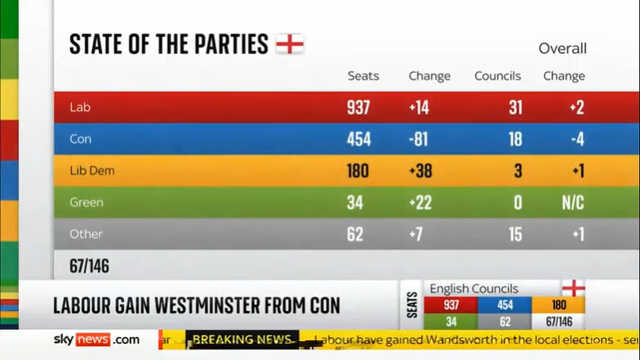 STATE OF THE PARTIES
Overall
Seats Change Councils Change
Lab 937 +14 31 +2
Con 454 -81 18 -4
Lib Dem 180 +38 3 +1
Green 34 +22 0 N/C
Other 62 +7 15 +1
67/146
LABOUR GAIN WESTMINSTER FROM CON
SEATS
English Councils
937 454 180
34 62 67/146
sky news.com
BREAKING NEWS
Labour have gained Wandsworth in the local elections -